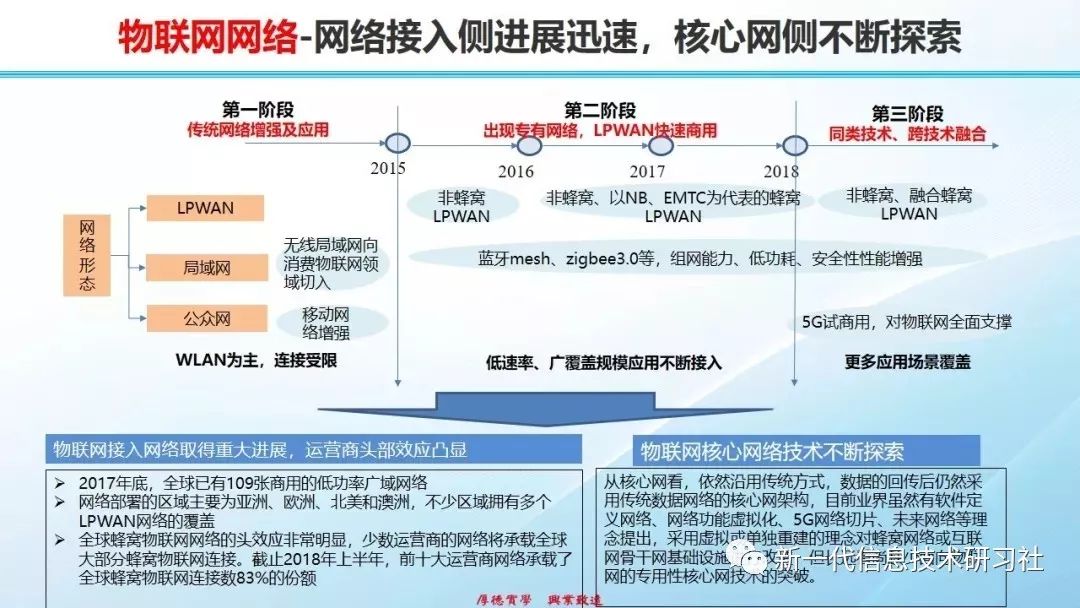 物联网网络-网络接入侧进展迅速，核心网侧不断探索
第一阶段
传统网络增强及应用
第二阶段
出现专有网络，LPWAN快速商用
第三阶段
同类技术、跨技术融合
2015
2016
2017
2018
网络形态
LPWAN
局域网
公众网
无线局域网向
消费物联网领
域切入
移动网
络增强
非蜂窝
LPWAN
非蜂窝、以NB、EMTC为代表的蜂窝
LPWAN
非蜂窝、融合蜂窝
LPWAN
蓝牙mesh、zigbee3.0等，组网能力、低功耗、安全性性能增强
5G试商用，对物联网全面支撑
WLAN为主，连接受限
低速率、广覆盖规模应用不断接入
更多应用场景覆盖
物联网接入网络取得重大进展，运营商头部效应凸显
➢ 2017年底，全球已有109张商用的低功率广域网络
➢ 网络部署的区域主要为亚洲、欧洲、北美和澳洲，不少区域拥有多个
LPWAN网络的覆盖
➢ 全球蜂窝物联网网络的头效应非常明显，少数运营商的网络将承载全球
大部分蜂窝物联网连接。截止2018年上半年，前十大运营商网络承载了
全球蜂窝物联网连接数83%的份额
物联网核心网络技术不断探索
从核心网看，依然沿用传统方式，数据的回传后仍然采
用传统数据网络的核心网架构，目前业界虽然有软件定
义网络、网络功能虚拟化、5G网络切片、未来网络等理
念提出，采用虚拟或单独重建的理念对蜂窝网络或互联
网骨干网基础设施
网的专用性核心网技术的突破。
新一代信息技术研习社
厚德實學 興業致遠